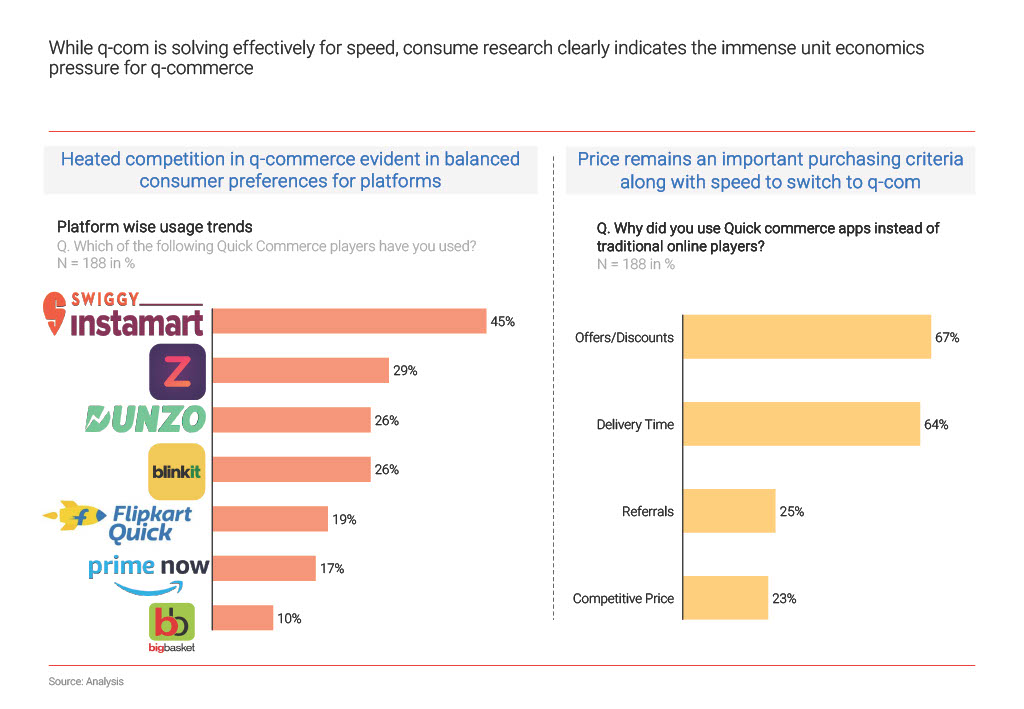 While q-com is solving effectively for speed, consume research clearly indicates the immense unit economics
pressure for q-commerce
Heated competition in q-commerce evident in balanced
consumer preferences for platforms
Platform wise usage trends
Q. Which of the following Quick Commerce players have you used?
N = 188 in %
SWIGGY
instamart
45%
Z
29%
DUNZO
26%
blinkit
26%
f Flipkart
Quick
19%
prime now
17%
bb
bigbasket
10%
Price remains an important purchasing criteria
along with speed to switch to q-com
Q. Why did you use Quick commerce apps instead of
traditional online players?
N = 188 in %
Offers/Discounts
67%
Delivery Time
64%
Referrals
25%
Competitive Price
23%
Source: Analysis